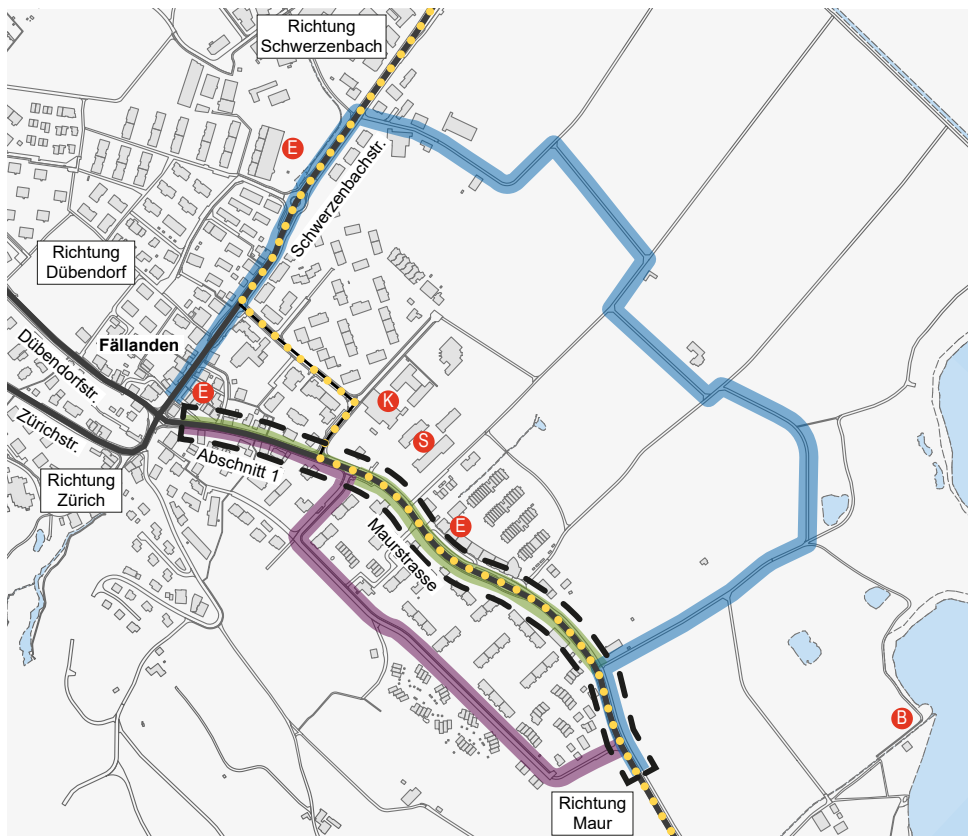 Richtung
Schwerzenbach
E
Schwerzenbachstr.
Richtung
Dübendorf
Fällanden
Dübendorfstr.
Zürichstr.
E
K
S
Abschnitt 1
Richtung
Zürich
E
Maurstrasse
B
Richtung
Maur